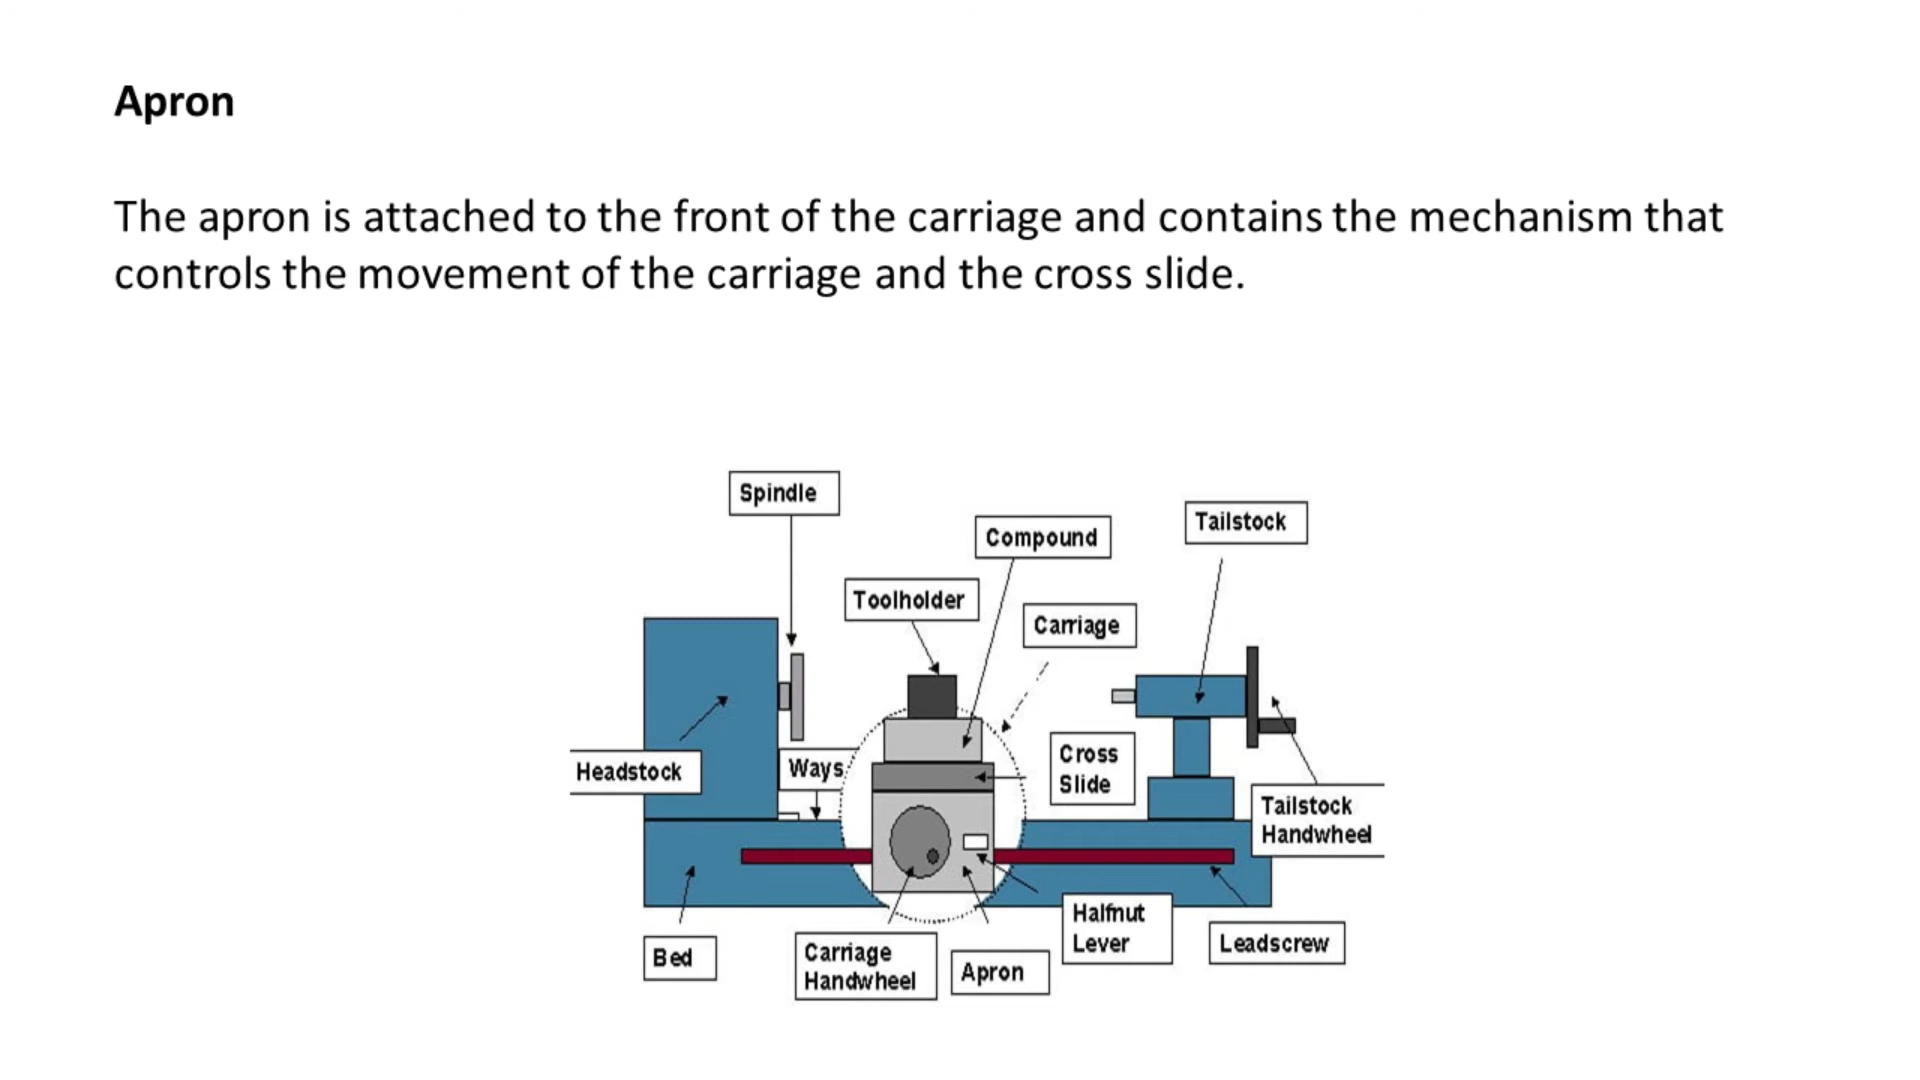 Apron
The apron is attached to the front of the carriage and contains the mechanism that
controls the movement of the carriage and the cross slide.
Spindle
Compound
Tailstock
Toolholder
Carriage
Headstock
Ways
Cross
Slide
Tailstock
Handwheel
Bed
Carriage
Handwheel
Apron
Halfnut
Lever
Leadscrew